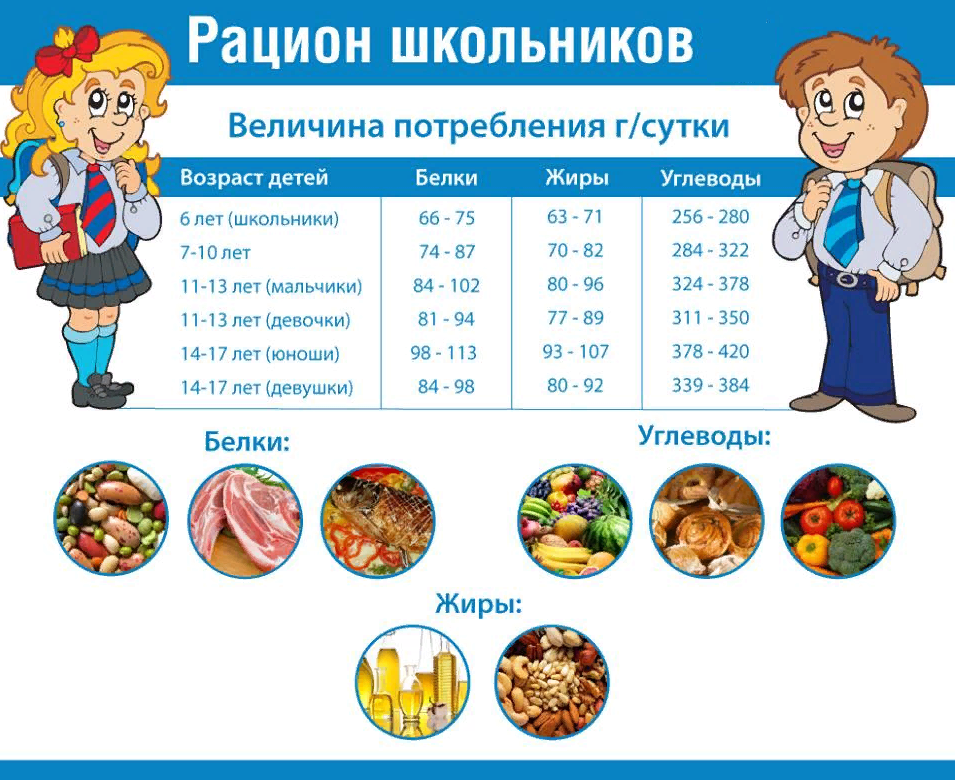 Рацион школьников
Величина потребления г/сутки
Возраст детей Белки Жиры Углеводы
6 лет (школьники) 66 - 75 63 - 71 256 - 280
7-10 лет 74 - 87 70 - 82 284 - 322
11-13 лет (мальчики) 84 - 102 80 - 96 324 - 378
11-13 лет (девочки) 81 - 94 77 - 89 311 - 350
14-17 лет (юноши) 98 - 113 93 - 107 378 - 420
14-17 лет (девушки) 84 - 98 80 - 92 339 - 384
Белки: Углеводы:
Жиры: